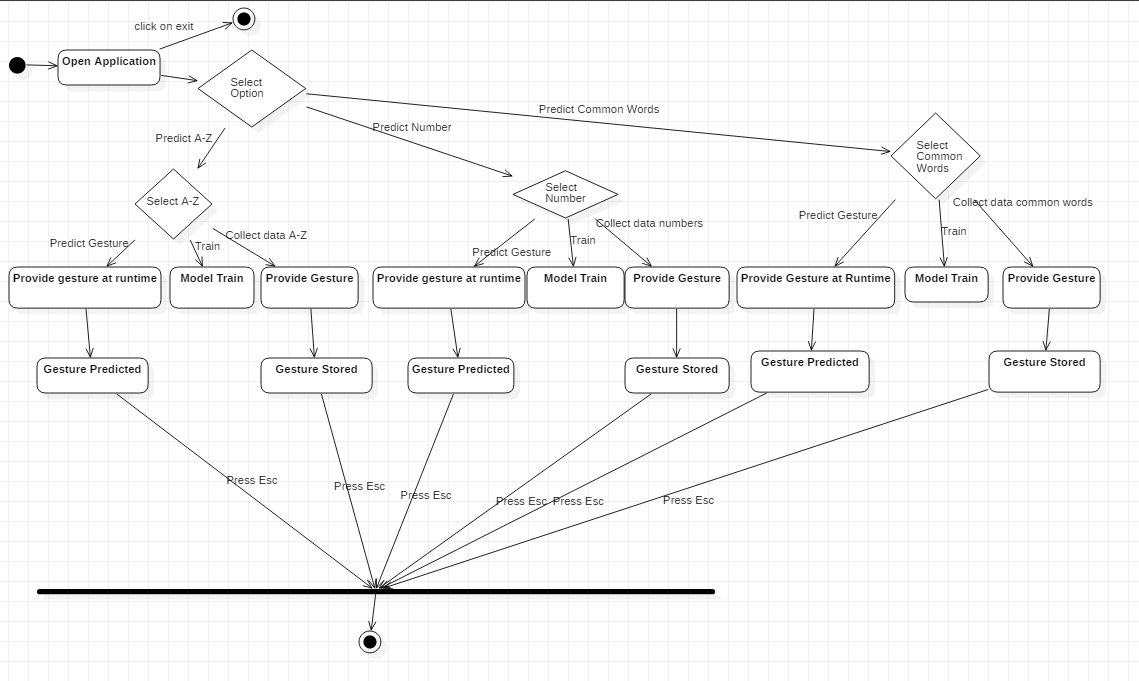 click on exit
Open Application
Select
Option
Predict Common Words
Predict Number
Predict A-Z
Select
Common
Words
Select
Number
Select A-Z
Collect data common words
Predict Gesture
Collect data numbers
Train
Collect data A-Z
Train
Predict Gesture
Train
Predict Gesture
Provide gesture at runtime
Model Train
Provide Gesture
Provide gesture at runtime
Model Train
Provide Gesture
Provide Gesture at Runtime
Model Train
Provide Gesture
Gesture Predicted
Gesture Stored
Gesture Predicted
Gesture Stored
Gesture Predicted
Gesture Stored
Press Esc
Press Esc
Press Esc
Press Esc
Press Esc
Press Esc